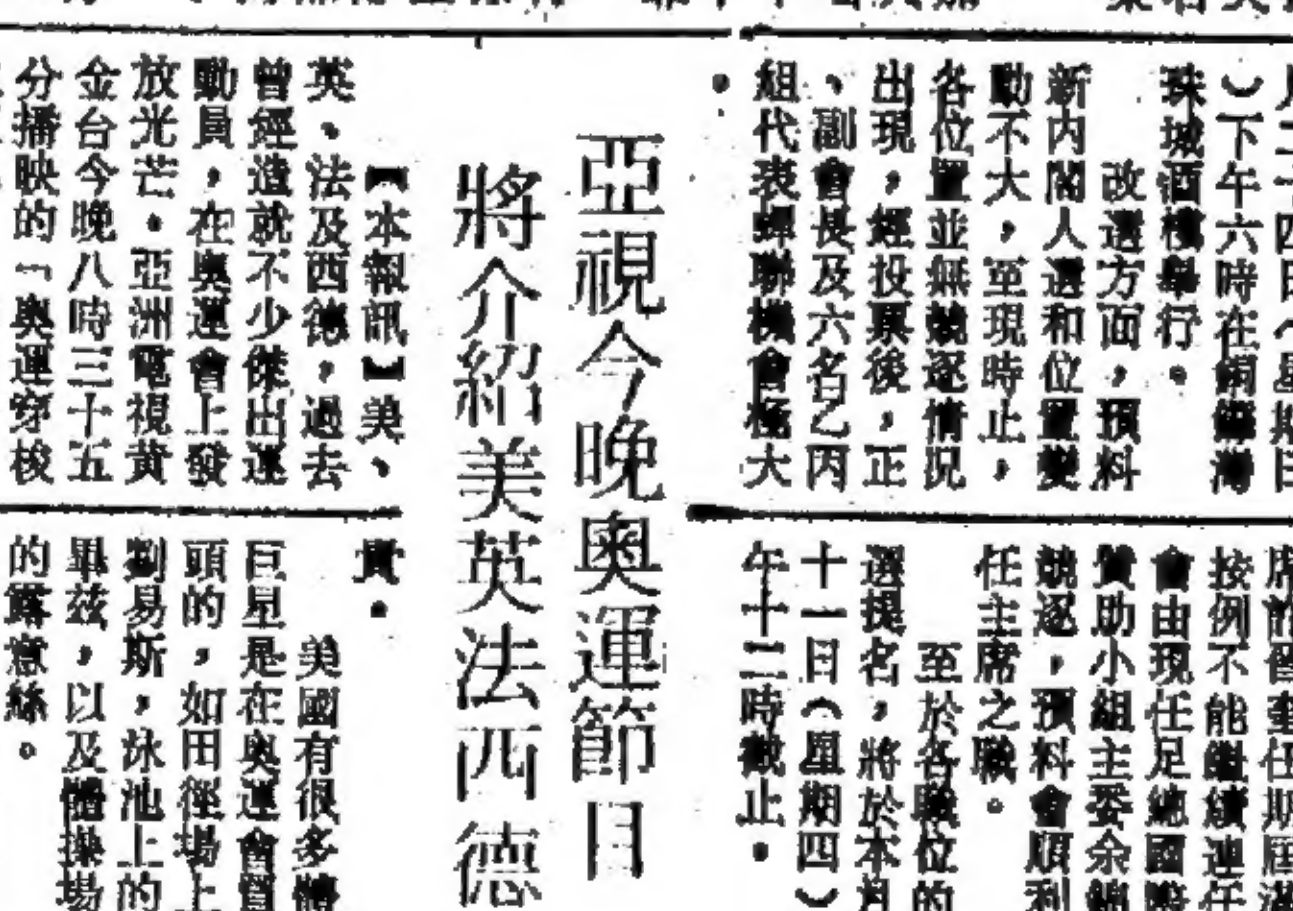 月二十四日（星期日
）下午六時在銅鑼灣
珠城酒樓舉行。
改選方面，預料
新內閣人選和位置變
動不大，至現時止，
各位置並無競逐情況
出現，經投票後，正
、副會長及六名乙丙
組代表蟬聯機會極大
。
按例不能繼續連任
會由現任足總國際
贊助小組主委余錦
競逐，預料會順利
任主席之職。
至於各職位的
選提名，將於本月
十一日（星期四）
午十二時截止。
亞視今晚奧運節目
將介紹美英法西德
【本報訊】美、
英、法及西德，過去
曾經造就不少傑出運
動員，在奧運會上發
放光芒。亞洲電視黃
金台今晚八時三十五
分播映的「奧運穿梭
貫。
美國有很多體
巨星是在奧運會冒
頭的，如田徑場上
劉易斯，泳池上的
畢茲，以及體操場
的露意絲。